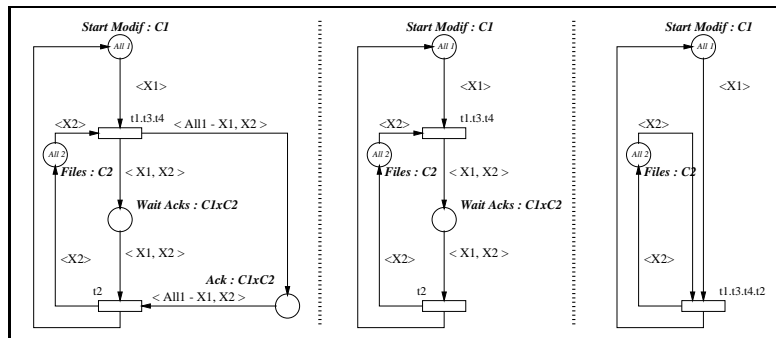 Start Modif : C1
All 1
<X1>
t1.t3.t4
<X2>
< All1 - X1, X2 >
All 2
Files : C2
< X1, X2 >
Wait Acks : C1xC2
<X2>
< X1, X2 >
Ack : C1xC2
t2
< All1 - X1, X2 >
Start Modif : C1
All 1
<X1>
t1.t3.t4
<X2>
All 2
Files : C2
< X1, X2 >
Wait Acks : C1xC2
<X2>
< X1, X2 >
t2
Start Modif : C1
All 1
<X1>
<X2>
All 2
Files : C2
<X2>
t1.t3.t4.t2